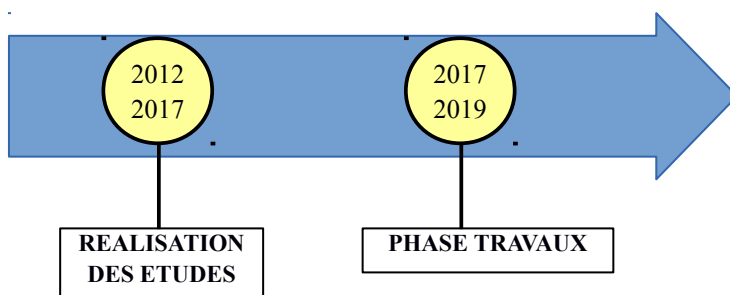 2012
2017
2017
2019
REALISATION
DES ETUDES
PHASE TRAVAUX